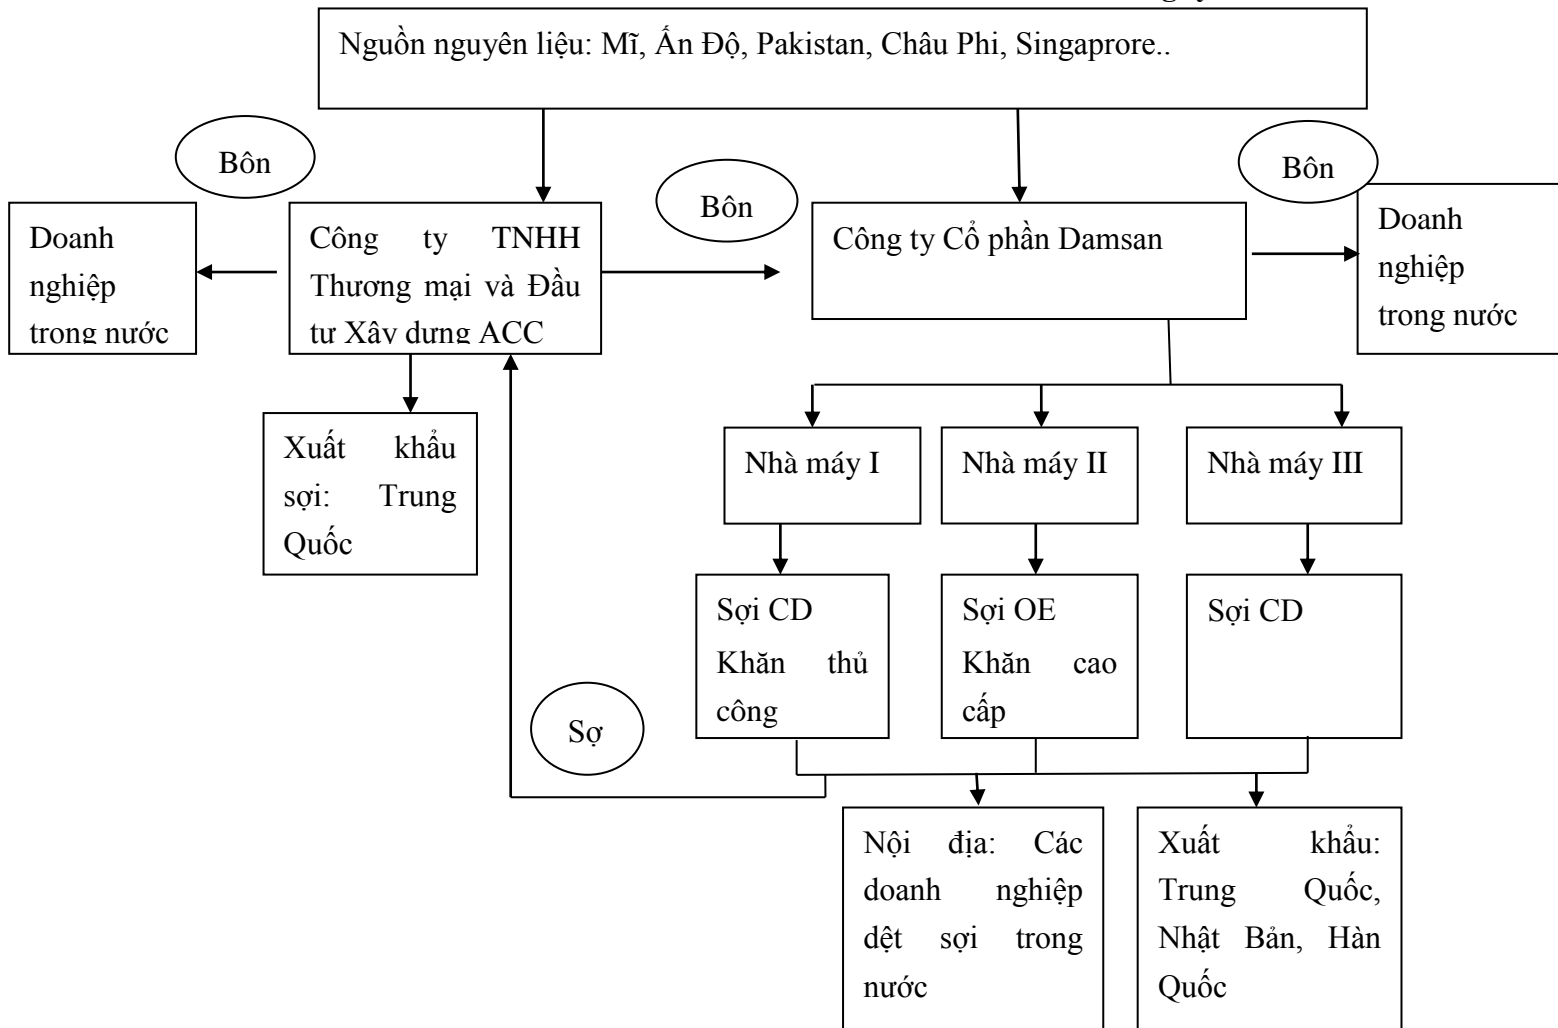 Nguồn nguyên liệu: Mĩ, Ấn Độ, Pakistan, Châu Phi, Singaprore..
Bôn
Bôn
Bôn
Doanh
nghiệp
trong nước
Công ty TNHH
Thương mại và Đầu
tư Xây dựng ACC
Công ty Cổ phần Damsan
Doanh
nghiệp
trong nước
Xuất khẩu
sợi: Trung
Quốc
Nhà máy I
Nhà máy II
Nhà máy III
Sợi CD
Khăn thủ
công
Sợi OE
Khăn cao
cấp
Sợi CD
Sợ
Nội địa: Các
doanh nghiệp
dệt sợi trong
nước
Xuất khẩu:
Trung Quốc,
Nhật Bản, Hàn
Quốc